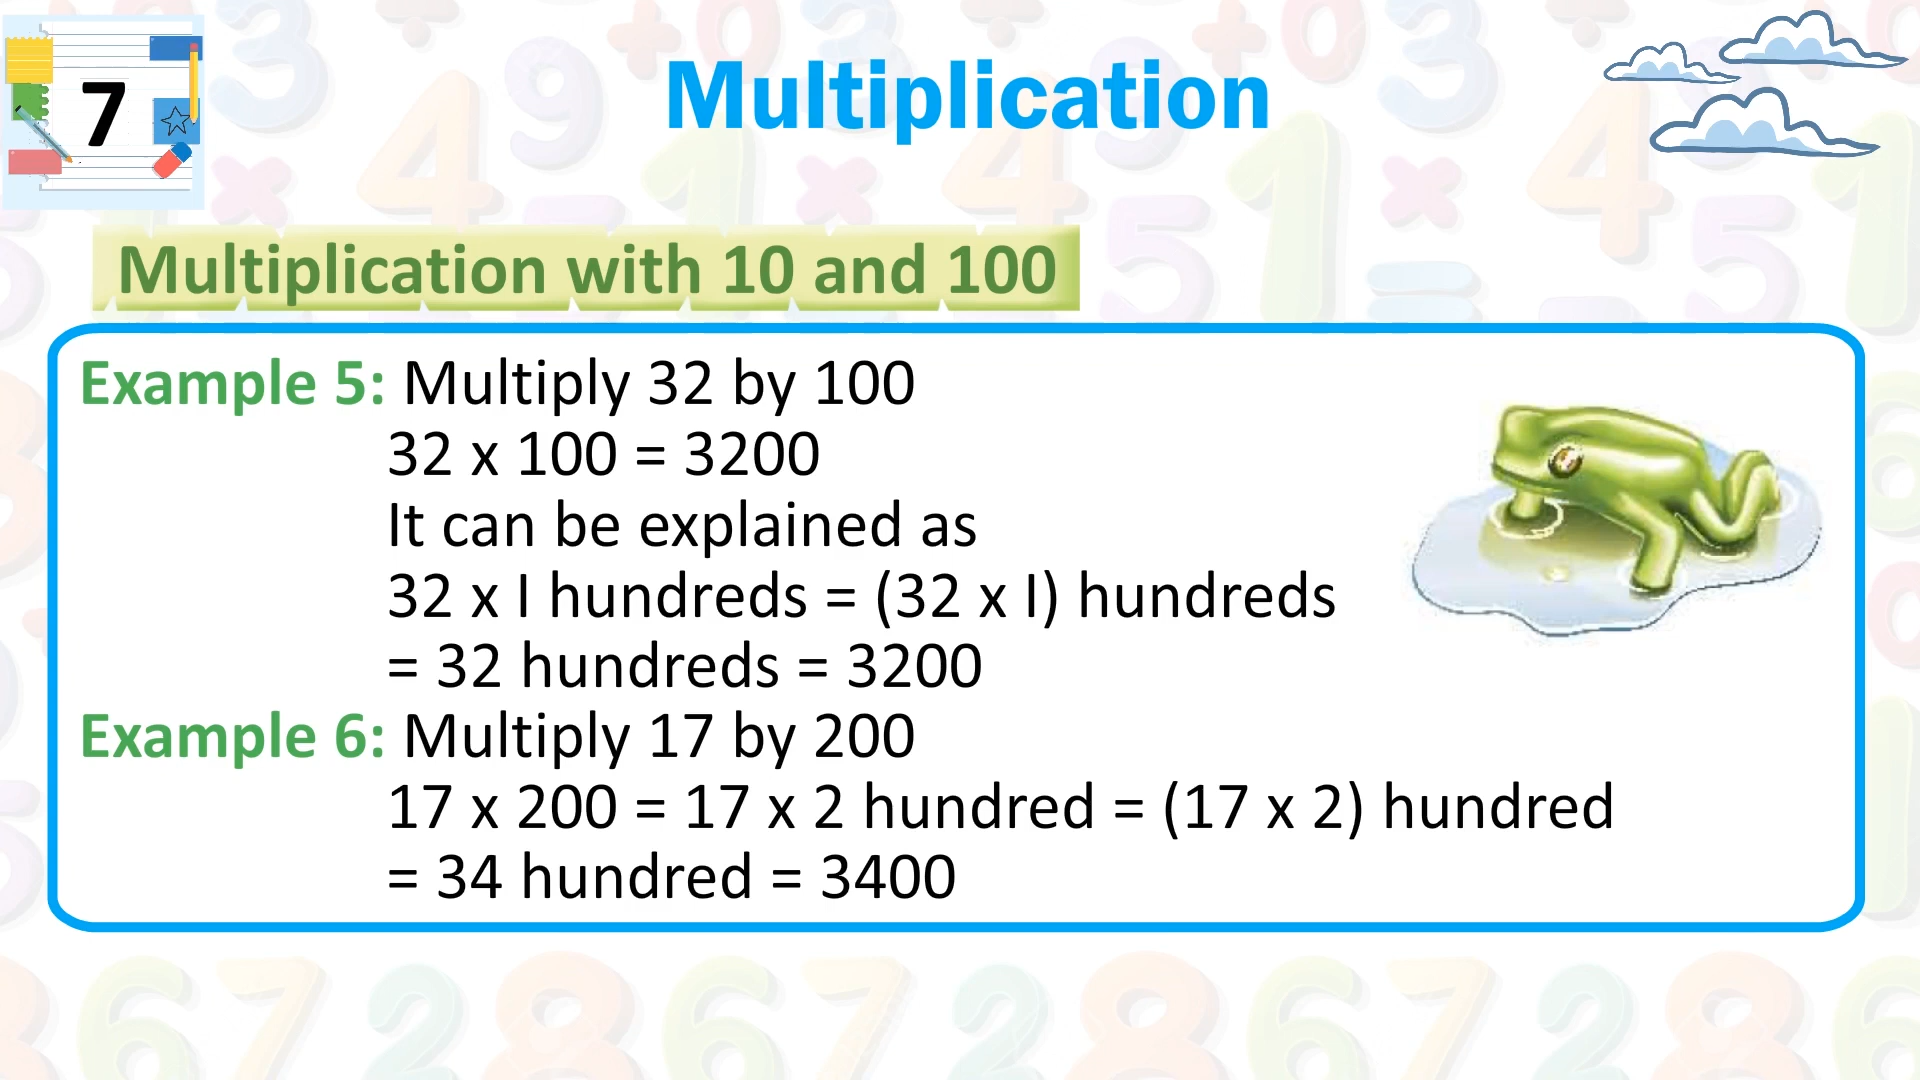 7
Multiplication
Multiplication with 10 and 100
Example 5: Multiply 32 by 100
32 x 100 = 3200
It can be explained as
32 x I hundreds = (32 x I) hundreds
= 32 hundreds = 3200
Example 6: Multiply 17 by 200
17 x 200 = 17 x 2 hundred = (17 x 2) hundred
= 34 hundred = 3400